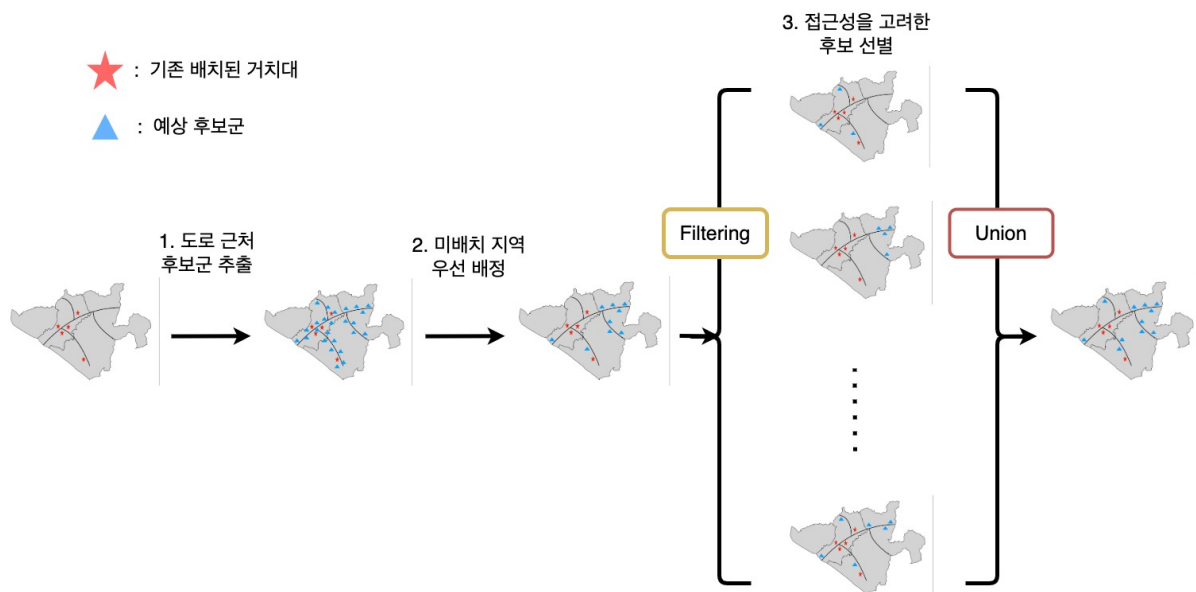 3. 접근성을 고려한
후보 선별
: 기존 배치된 거치대
: 예상 후보군
1. 도로 근처
후보군 추출
2. 미배치 지역
우선 배정
Filtering
Union